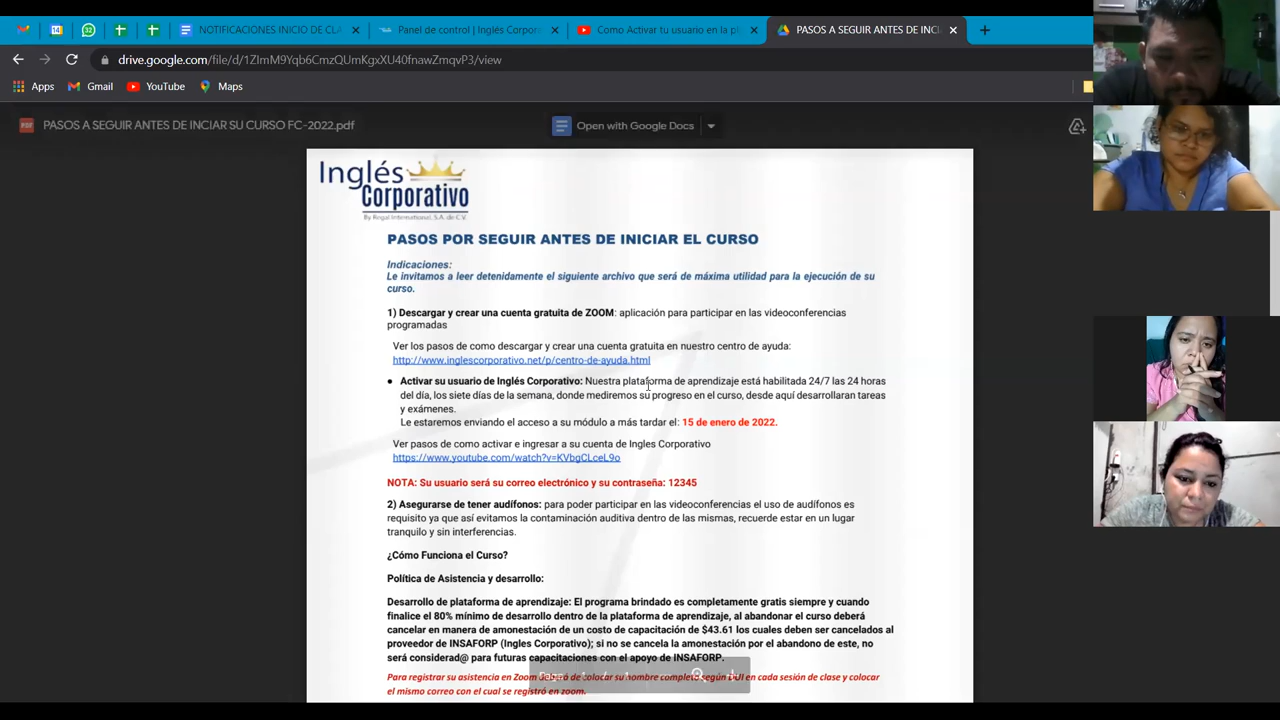 NOTIFICACIONES INICIO DE CLA
Panel de control | Inglés Corpora
Como Activar tu usuario en la pl
PASOS A SEGUIR ANTES DE INCI
drive.google.com/file/d/1ZImM9Yqb6CmzQUmKgxXU40fnawZmqvP3/view
Apps
Gmail
YouTube
Maps
PASOS A SEGUIR ANTES DE INCIAR SU CURSO FC-2022.pdf
Open with Google Docs
Inglés
Corporativo
By Regal International, S.A. de C.V.
PASOS POR SEGUIR ANTES DE INICIAR EL CURSO
Indicaciones:
Le invitamos a leer detenidamente el siguiente archivo que será de máxima utilidad para la ejecución de su
curso.
1) Descargar y crear una cuenta gratuita de ZOOM: aplicación para participar en las videoconferencias
programadas
Ver los pasos de como descargar y crear una cuenta gratuita en nuestro centro de ayuda:
http://www.inglescorporativo.net/p/centro-de-ayuda.html
● Activar su usuario de Inglés Corporativo: Nuestra plataforma de aprendizaje está habilitada 24/7 las 24 horas
del día, los siete días de la semana, donde mediremos su progreso en el curso, desde aquí desarrollaran tareas
y exámenes.
Le estaremos enviando el acceso a su módulo a más tardar el: 15 de enero de 2022.
Ver pasos de como activar e ingresar a su cuenta de Ingles Corporativo
https://www.youtube.com/watch?v=KVbgCLceL9o
NOTA: Su usuario será su correo electrónico y su contraseña: 12345
2) Asegurarse de tener audífonos: para poder participar en las videoconferencias el uso de audífonos es
requisito ya que así evitamos la contaminación auditiva dentro de las mismas, recuerde estar en un lugar
tranquilo y sin interferencias.
¿Cómo Funciona el Curso?
Política de Asistencia y desarrollo:
Desarrollo de plataforma de aprendizaje: El programa brindado es completamente gratis siempre y cuando
finalice el 80% mínimo de desarrollo dentro de la plataforma de aprendizaje, al abandonar el curso deberá
cancelar en manera de amonestación de un costo de capacitación de $43.61 los cuales deben ser cancelados al
proveedor de INSAFORP (Ingles Corporativo); si no se cancela la amonestación por el abandono de este, no
será considerad@ para futuras capacitaciones con el apoyo de INSAFORP.
Para registrar su asistencia en Zoom de colocar su nombre completo según en cada sesión de clase y colocar
el mismo correo con el cual se registró en zoom.